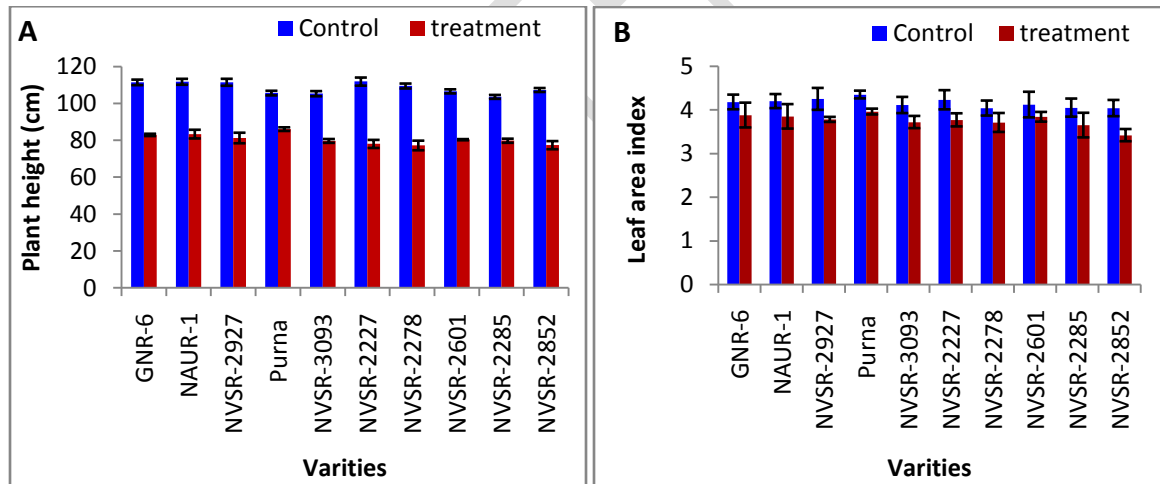 A
Control treatment
Plant height (cm)
120
100
80
60
40
20
0
GNR-6
NAUR-1
NVSR-2927
Purna
NVSR-3093
NVSR-2227
NVSR-2278
NVSR-2601
NVSR-2285
NVSR-2852
Varities
B
Control treatment
Leaf area index
5
4
3
2
1
0
GNR-6
NAUR-1
NVSR-2927
Purna
NVSR-3093
NVSR-2227
NVSR-2278
NVSR-2601
NVSR-2285
NVSR-2852
Varities